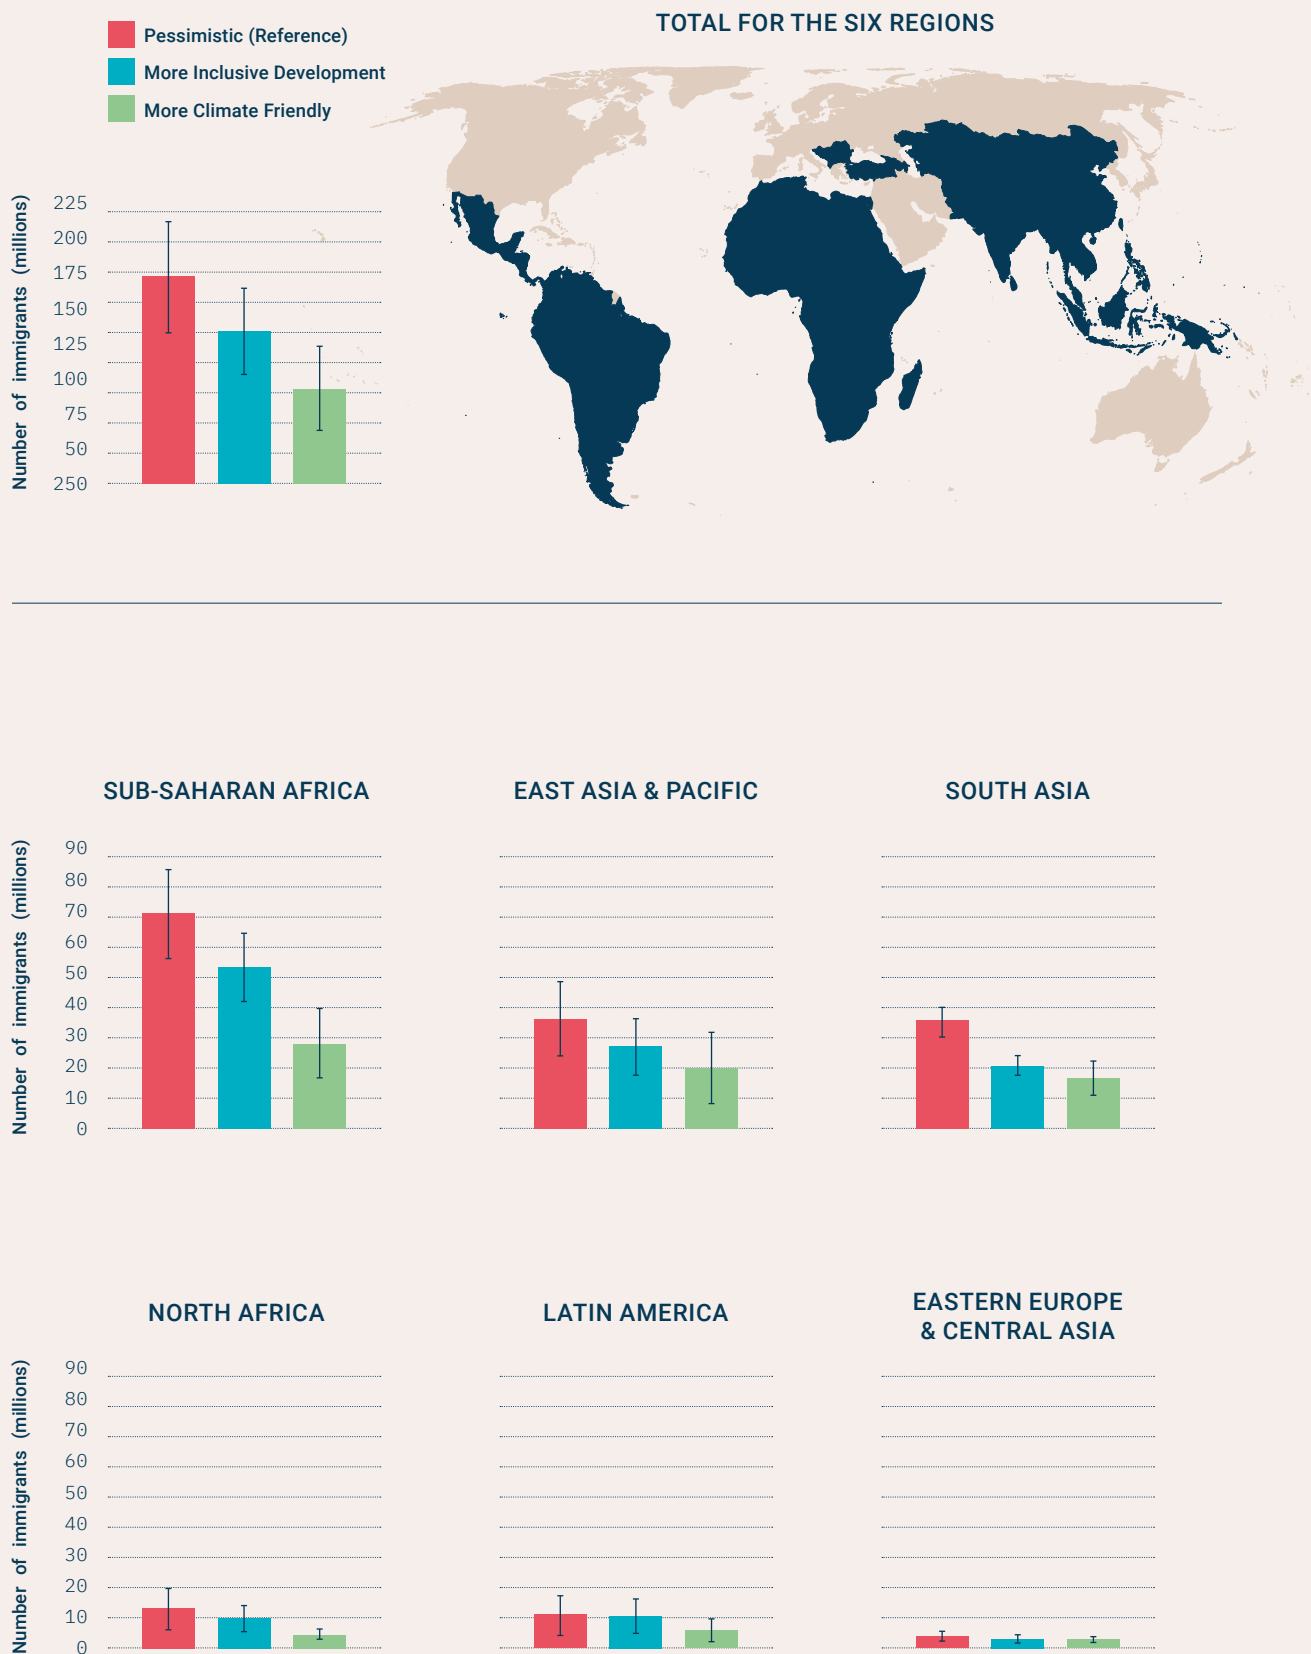 Pessimistic (Reference)
More Inclusive Development
More Climate Friendly
TOTAL FOR THE SIX REGIONS
Number of immigrants (millions)
225
200
175
150
125
100
75
50
250
SUB-SAHARAN AFRICA
EAST ASIA & PACIFIC
SOUTH ASIA
Number of immigrants (millions)
90
80
70
60
50
40
30
20
10
0
NORTH AFRICA
LATIN AMERICA
EASTERN EUROPE
& CENTRAL ASIA
Number of immigrants (millions)
90
80
70
60
50
40
30
20
10
0